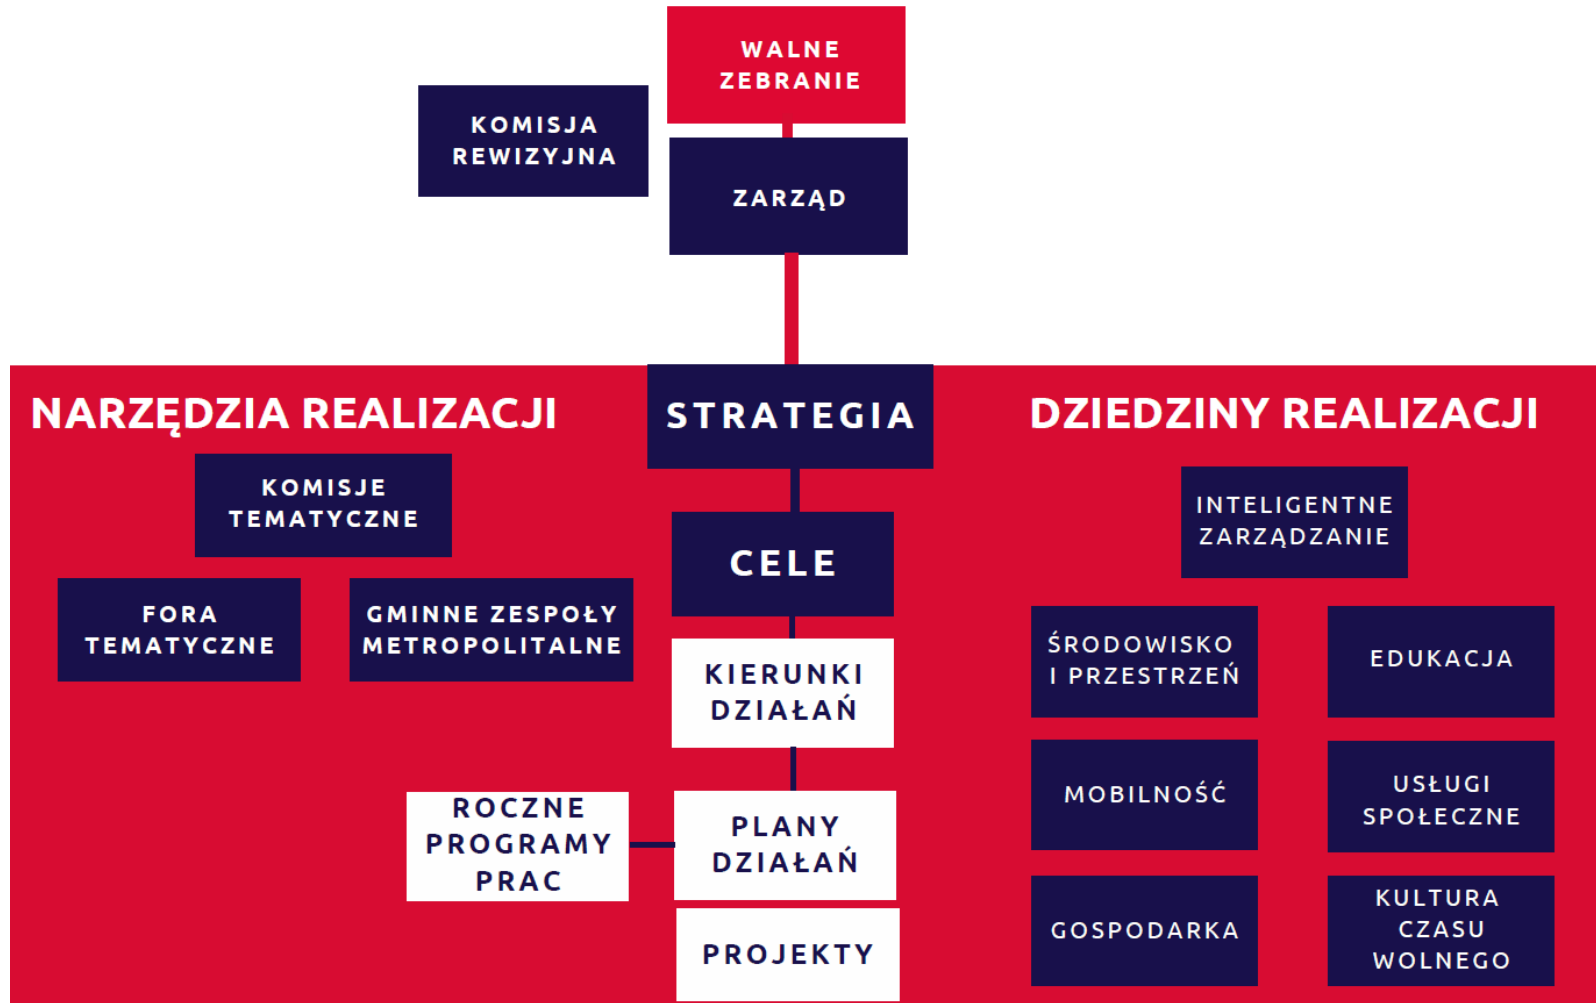 WALNE
ZEBRANIE
KOMISJA
REWIZYJNA
ZARZĄD
NARZĘDZIA REALIZACJI
STRATEGIA
DZIEDZINY REALIZACJI
KOMISJE
TEMATYCZNE
FORA
TEMATYCZNE
GMINNE ZESPOŁY
METROPOLITALNE
CELE
KIERUNKI
DZIAŁAŃ
ROCZNE
PROGRAMY
PRAC
PLANY
DZIAŁAŃ
PROJEKTY
INTELIGENTNE
ZARZĄDZANIE
ŚRODOWISKO
I PRZESTRZEŃ
EDUKACJA
MOBILNOŚĆ
USŁUGI
SPOŁECZNE
GOSPODARKA
KULTURA
CZASU
WOLNEGO